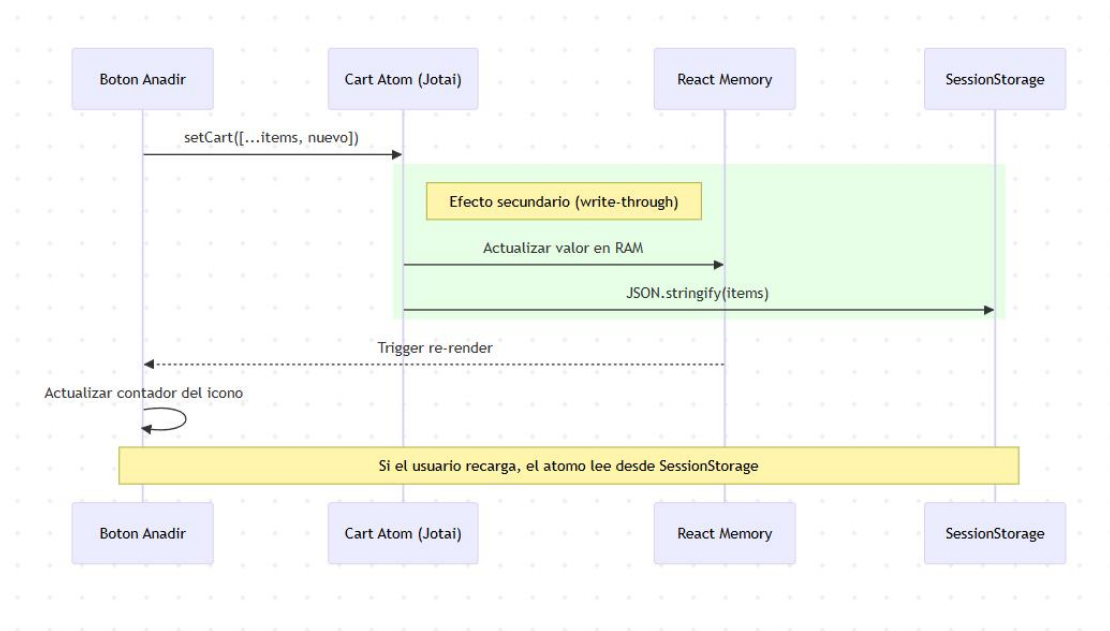 Boton Anadir
Cart Atom (Jotai)
React Memory
SessionStorage
setCart([...items, nuevo])
Efecto secundario (write-through)
Actualizar valor en RAM
JSON.stringify(items)
Trigger re-render
Actualizar contador del icono
Si el usuario recarga, el atomo lee desde SessionStorage
Boton Anadir
Cart Atom (Jotai)
React Memory
SessionStorage